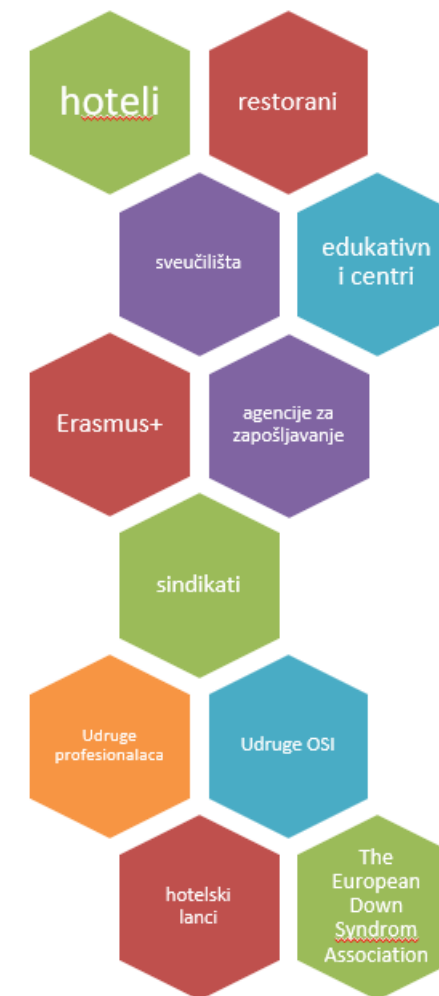 hoteli
restorani
sveučilišta
edukativn
i centri
Erasmus+
agencije za
zapošljavanje
sindikati
Udruge
profesionalaca
Udruge OSI
hotelski
lanci
The
European
Down
Syndrom
Association